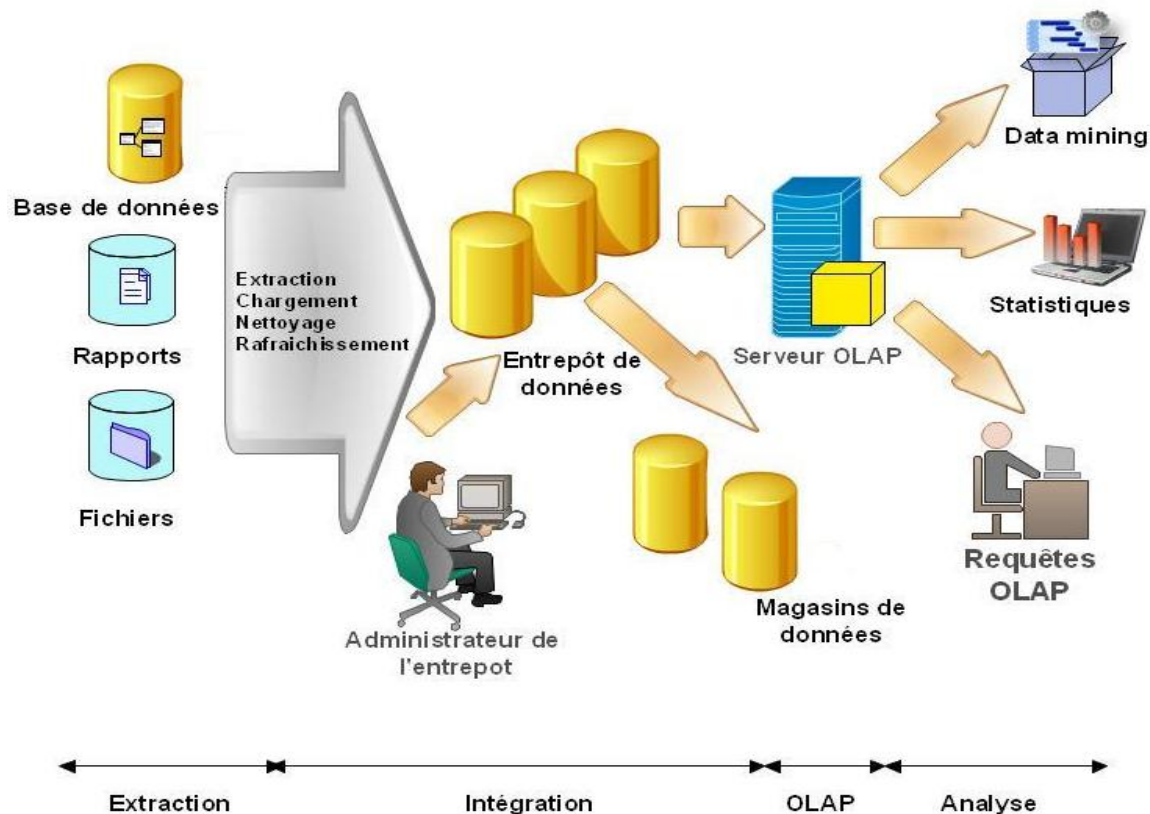 Base de données
Rapports
Fichiers
Extraction
Chargement
Nettoyage
Rafraichissement
Entrepôt de
données
Administrateur de
l'entrepot
Magasins de
données
Serveur OLAP
Data mining
Statistiques
Requêtes
OLAP
Extraction
Intégration
OLAP
Analyse